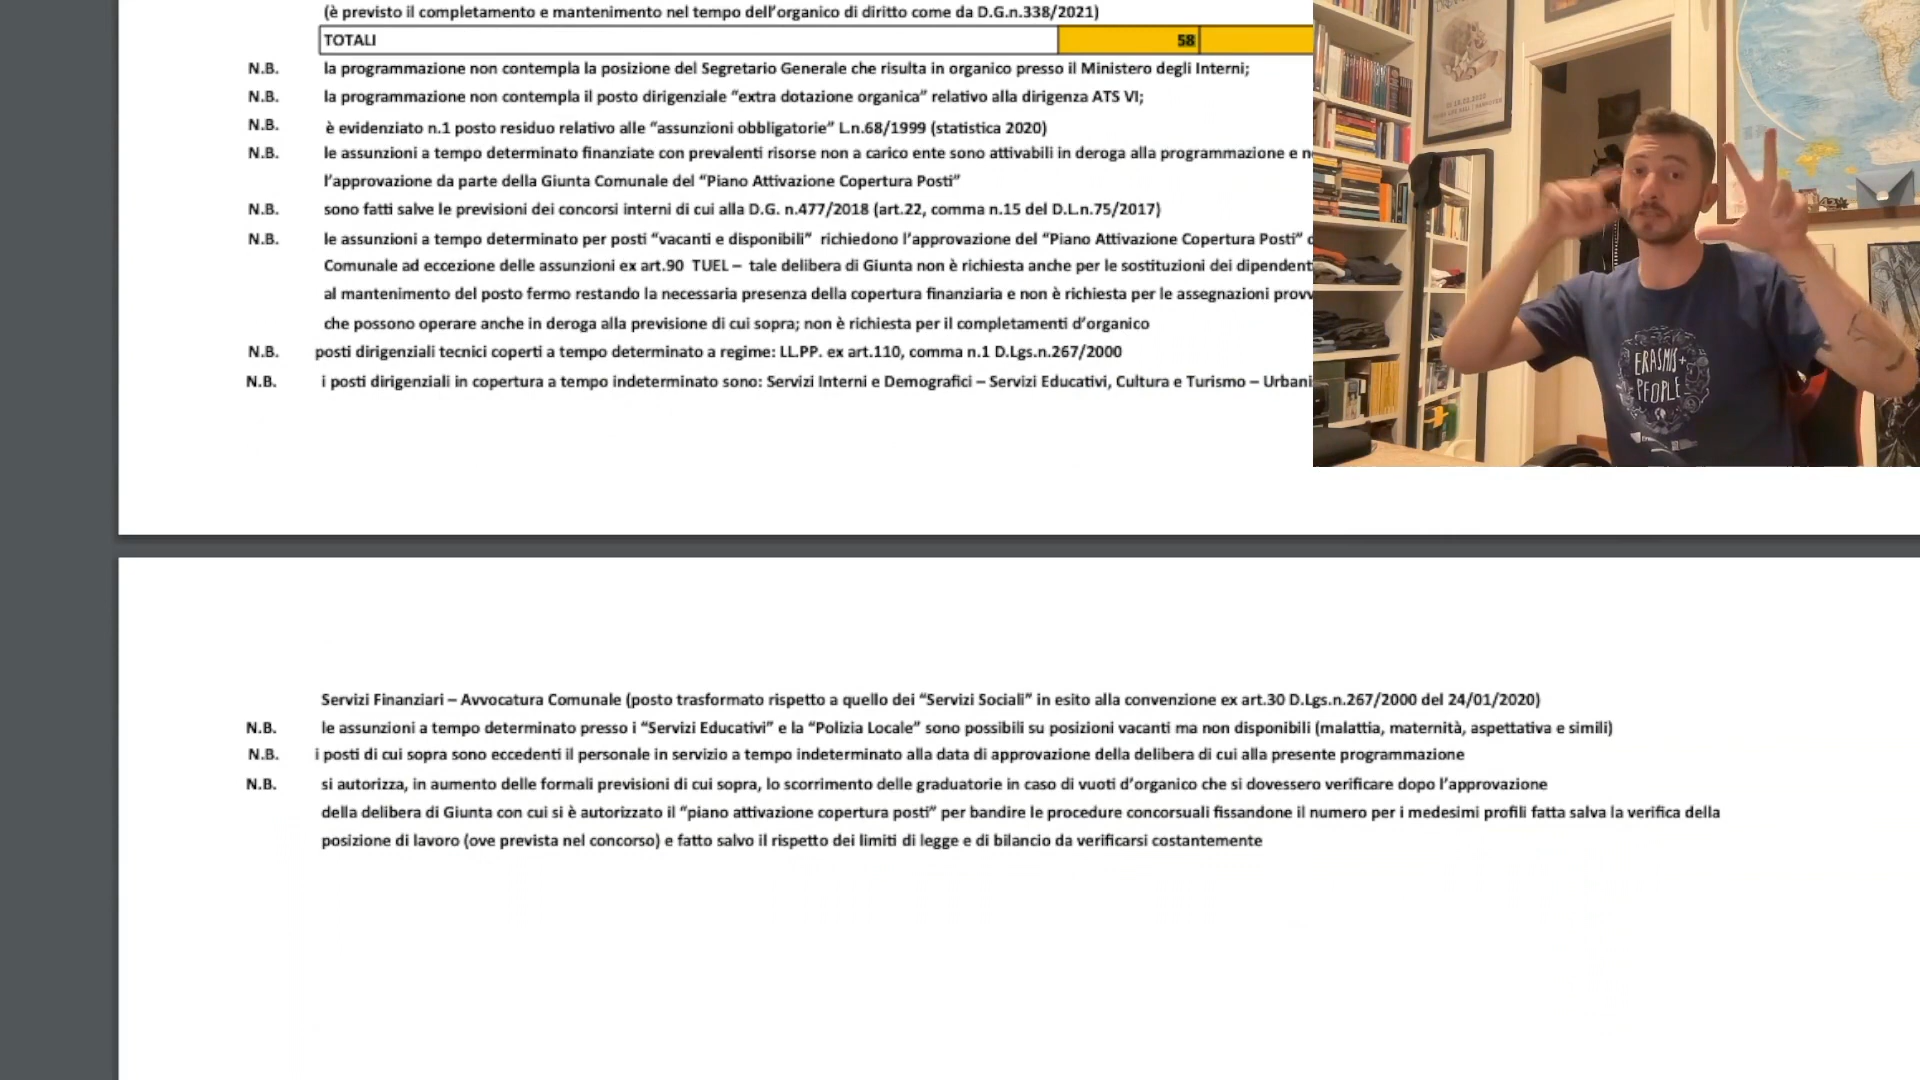 (è previsto il completamento e mantenimento nel tempo dell'organico di diritto come da D.G.n.338/2021)
TOTALI 58
N.B. la programmazione non contempla la posizione del Segretario Generale che risulta in organico presso il Ministero degli Interni;
N.B. la programmazione non contempla il posto dirigenziale “extra dotazione organica” relativo alla dirigenza ATS VI;
N.B. è evidenziato n.1 posto residuo relativo alle “assunzioni obbligatorie” L.n.68/1999 (statistica 2020)
N.B. le assunzioni a tempo determinato finanziate con prevalenti risorse non a carico ente sono attivabili in deroga alla programmazione e
l'approvazione da parte della Giunta Comunale del “Piano Attivazione Copertura Posti”
N.B. sono fatti salve le previsioni dei concorsi interni di cui alla D.G. n.477/2018 (art.22, comma n.15 del D.L.n.75/2017)
N.B. le assunzioni a tempo determinato per posti “vacanti e disponibili” richiedono l'approvazione del “Piano Attivazione Copertura Posti”
Comunale ad eccezione delle assunzioni ex art.90 TUEL – tale delibera di Giunta non è richiesta anche per le sostituzioni dei dipendent
al mantenimento del posto fermo restando la necessaria presenza della copertura finanziaria e non è richiesta per le assegnazioni provv
che possono operare anche in deroga alla previsione di cui sopra; non è richiesta per il completamenti d'organico
N.B. posti dirigenziali tecnici coperti a tempo determinato a regime: LL.PP. ex art.110, comma n.1 D.Lgs.n.267/2000
N.B. i posti dirigenziali in copertura a tempo indeterminato sono: Servizi Interni e Demografici – Servizi Educativi, Cultura e Turismo – Urbani
ERASMUS+
PEOPLE
Servizi Finanziari – Avvocatura Comunale (posto trasformato rispetto a quello dei “Servizi Sociali” in esito alla convenzione ex art.30 D.Lgs.n.267/2000 del 24/01/2020)
N.B. le assunzioni a tempo determinato presso i “Servizi Educativi” e la “Polizia Locale” sono possibili su posizioni vacanti ma non disponibili (malattia, maternità, aspettativa e simili)
N.B. i posti di cui sopra sono eccedenti il personale in servizio a tempo indeterminato alla data di approvazione della delibera di cui alla presente programmazione
N.B. si autorizza, in aumento delle formali previsioni di cui sopra, lo scorrimento delle graduatorie in caso di vuoti d'organico che si dovessero verificare dopo l'approvazione
della delibera di Giunta con cui si è autorizzato il “piano attivazione copertura posti” per bandire le procedure concorsuali fissandone il numero per i medesimi profili fatta salva la verifica della
posizione di lavoro (ove prevista nel concorso) e fatto salvo il rispetto dei limiti di legge e di bilancio da verificarsi costantemente